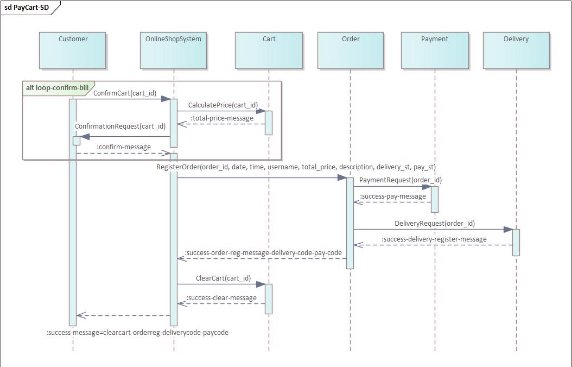 sd PayCart-SD
Customer
OnlineShopSystem
Cart
Order
Payment
Delivery
alt loop-confirm-bill
ConfirmCart(cart_id)
CalculatePrice(cart_id)
:total-price-message
ConfirmationRequest(cart_id)
:confirm-message
RegisterOrder(order_id, date, time, username, total_price, description, delivery_st, pay_st)
PaymentRequest(order_id)
:success-pay-message
DeliveryRequest(order_id)
:success-delivery-register-message
:success-order-reg-message-delivery-code-pay-code
ClearCart(cart_id)
:success-clear-message
:success-message=clearcart-orderreg-deliverycode-paycode